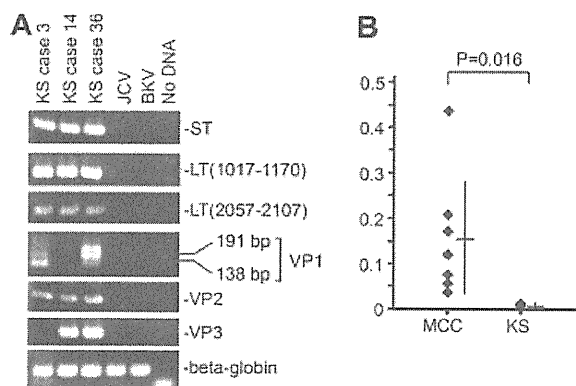 A
KS case 3
KS case 14
KS case 36
JCV
BKV
No DNA
-ST
-LT(1017-1170)
-LT(2057-2107)
191 bp
138 bp
VP1
-VP2
-VP3
-beta-globin
B
P=0.016
0.5
0.4
0.3
0.2
0.1
0
MCC
KS